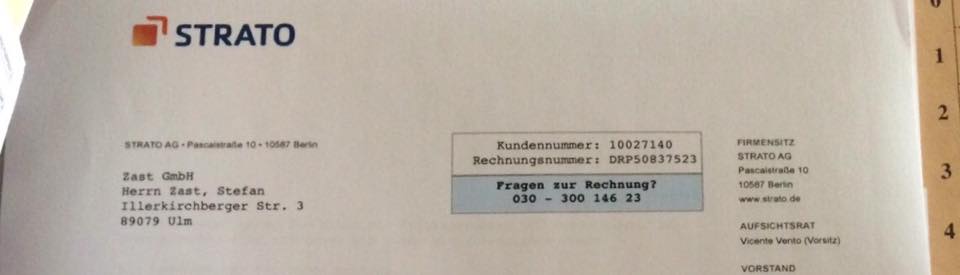 STRATO
STRATO AG • Pascalstraße 10 • 10587 Berlin
Zast GmbH
Herrn Zast, Stefan
Illerkirchberger Str. 3
89079 Ulm
Kundennummer: 10027140
Rechnungsnummer: DRP50837523
Fragen zur Rechnung?
030 - 300 146 23
FIRMENSITZ
STRATO AG
Pascalstraße 10
10587 Berlin
www.strato.de
AUFSICHTSRAT
Vicente Vento (Vorsitz)
VORSTAND
1
2
3
4